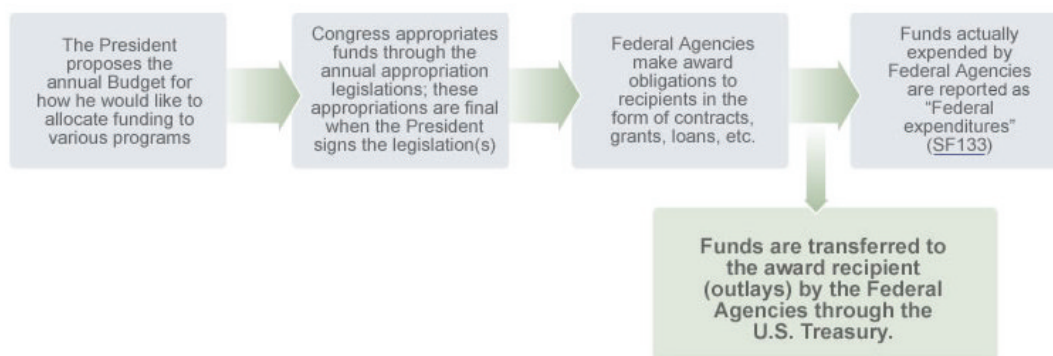 The President
proposes the
annual Budget for
how he would like to
allocate funding to
various programs
Congress appropriates
funds through the
annual appropriation
legislations; these
appropriations are final
when the President
signs the legislation(s)
Federal Agencies
make award
obligations to
recipients in the
form of contracts,
grants, loans, etc.
Funds actually
expended by
Federal Agencies
are reported as
"Federal
expenditures"
(SF133)
Funds are transferred to
the award recipient
(outlays) by the Federal
Agencies through the
U.S. Treasury.